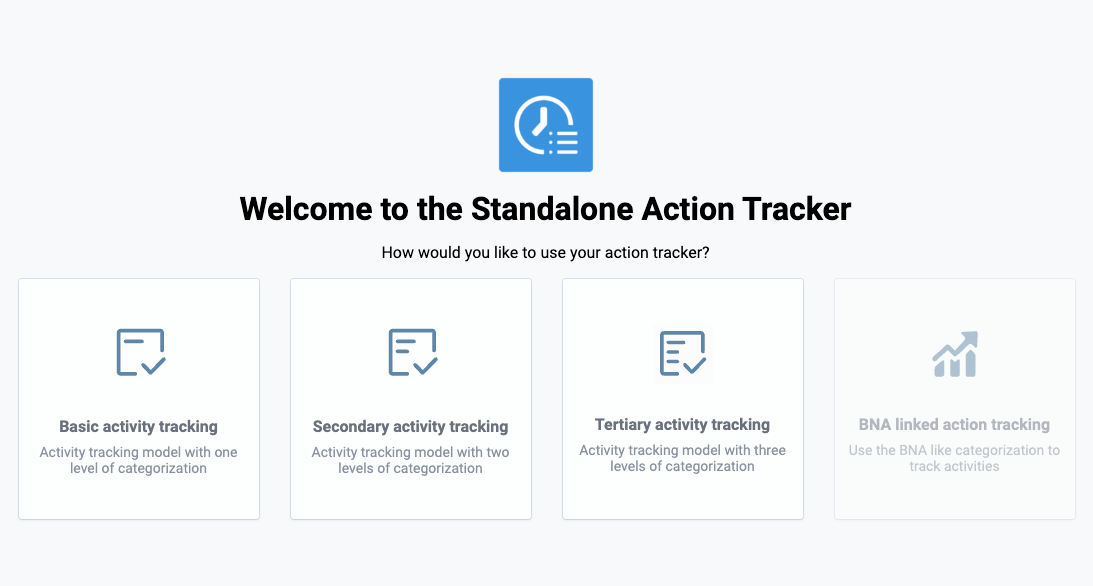 Welcome to the Standalone Action Tracker
How would you like to use your action tracker?
Basic activity tracking
Activity tracking model with one
level of categorization
Secondary activity tracking
Activity tracking model with two
levels of categorization
Tertiary activity tracking
Activity tracking model with three
levels of categorization
BNA linked action tracking
Use the BNA like categorization to
track activities